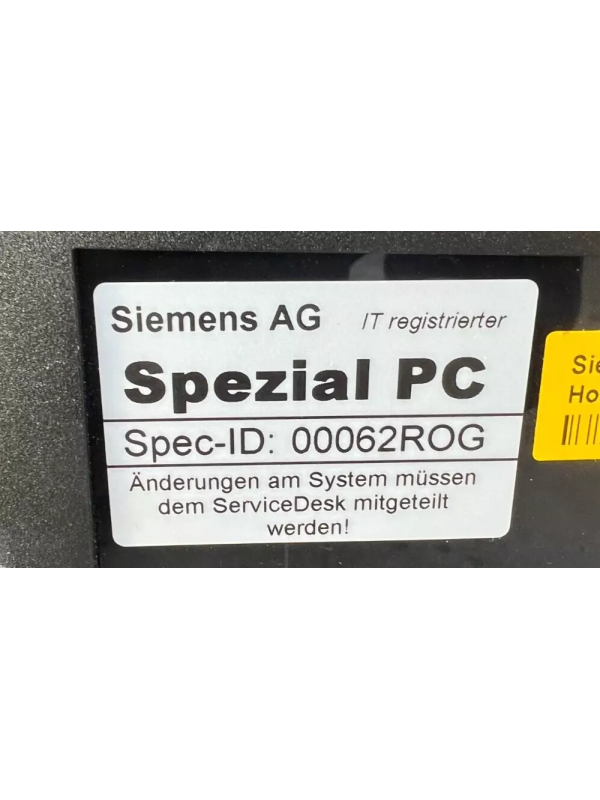 Siemens AG IT registrierter
Spezial PC
Spec-ID: 00062ROG
Änderungen am System müssen
dem ServiceDesk mitgeteilt
werden!